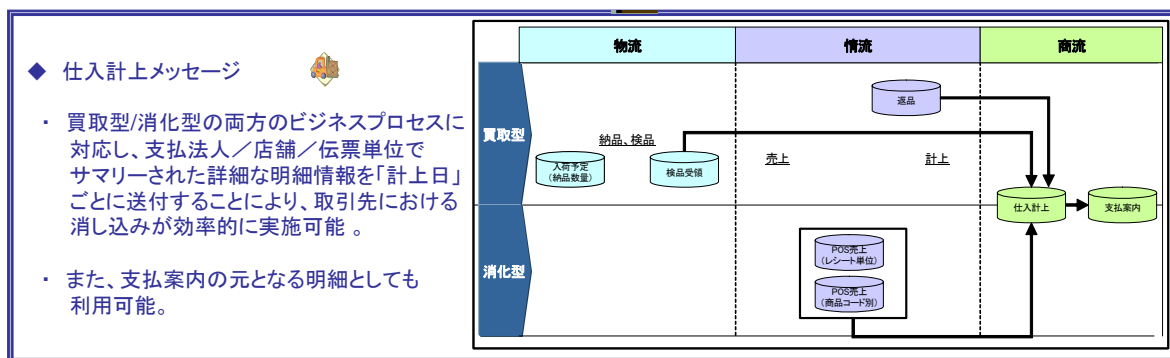 ◆ 仕入計上メッセージ
・ 買取型/消化型の両方のビジネスプロセスに
対応し、支払法人／店舗／伝票単位で
サマリーされた詳細な明細情報を「計上日」
ごとに送付することにより、取引先における
消し込みが効率的に実施可能 。
・ また、支払案内の元となる明細としても
利用可能。
物流 情流 商流
買取型
返品
納品、検品
売上 計上
入荷予定
（納品数量）
検品受領
仕入計上 支払案内
消化型
POS売上
（レシート単位）
POS売上
（商品コード別）